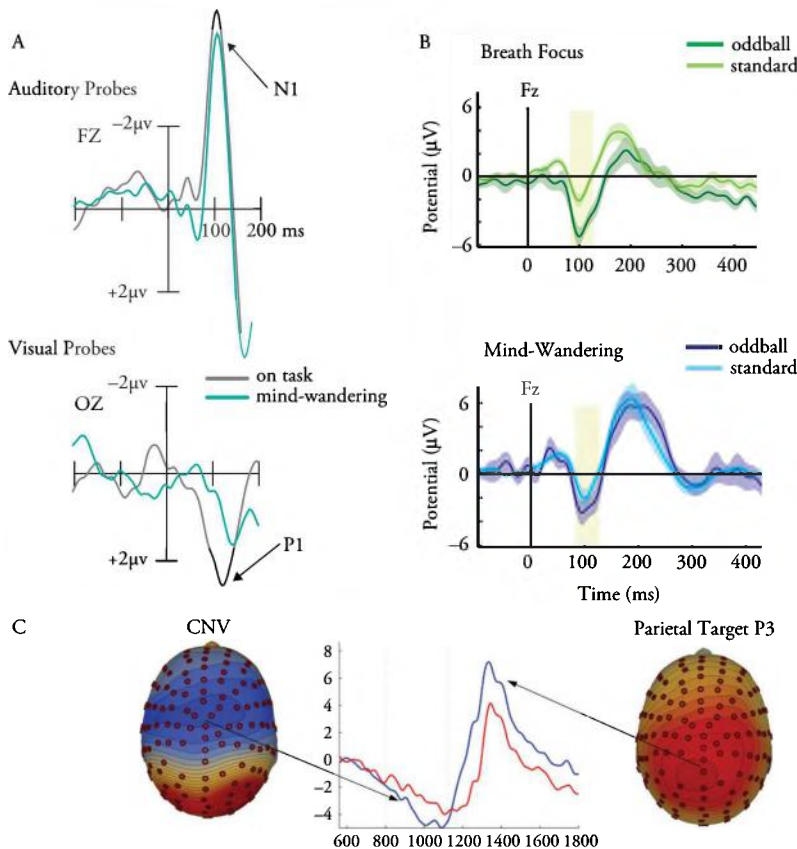 A
Auditory Probes
FZ
−2μv
N1
100 200 ms
+2μv
Visual Probes
−2μv
OZ
on task
mind-wandering
+2μv
P1
B
Breath Focus
oddball
standard
Fz
6
0
−6
Potential (μV)
0 100 200 300 400
Mind-Wandering
oddball
standard
Fz
6
0
−6
Potential (μV)
0 100 200 300 400
Time (ms)
C
CNV
Parietal Target P3
8
6
4
2
0
−2
−4
600 800 1000 1200 1400 1600 1800